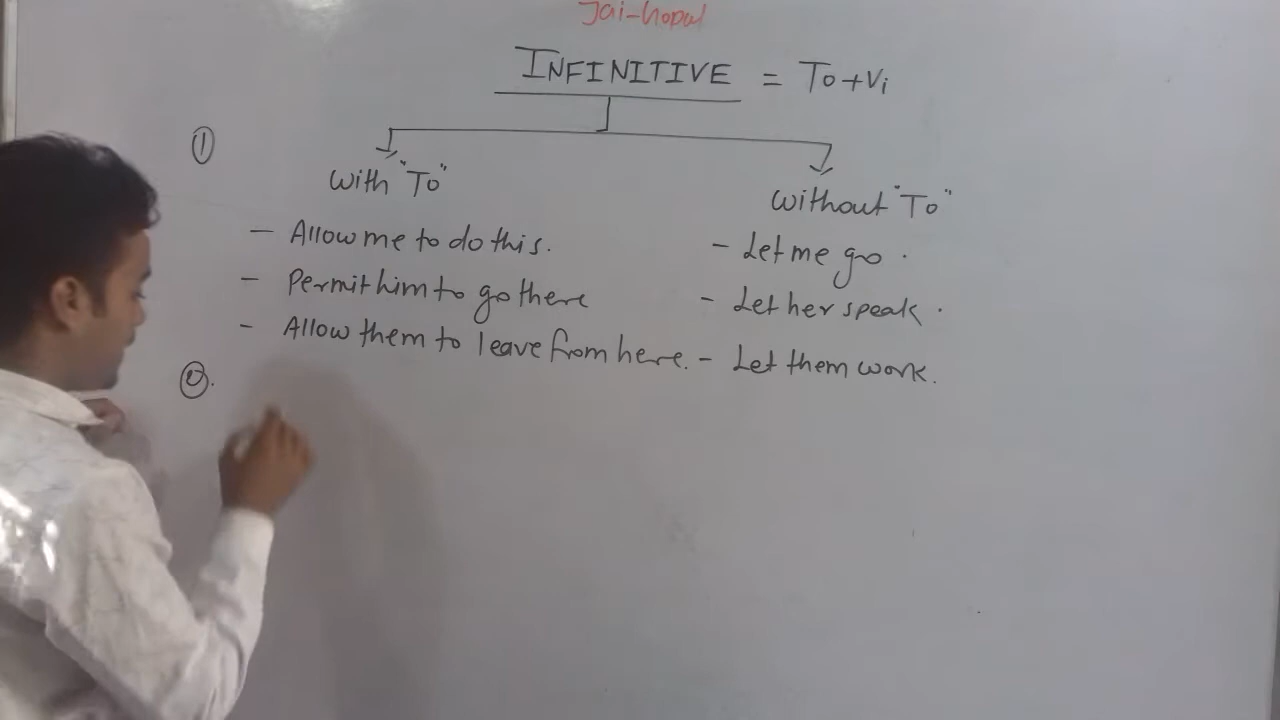 Jai-Gopal
INFINITIVE = To+V₁
①
with "To"
without "To"
- Allow me to do this.
- Let me go.
- Permit him to go there
- Let her speak.
- Allow them to leave from here.
- Let them work.
②.